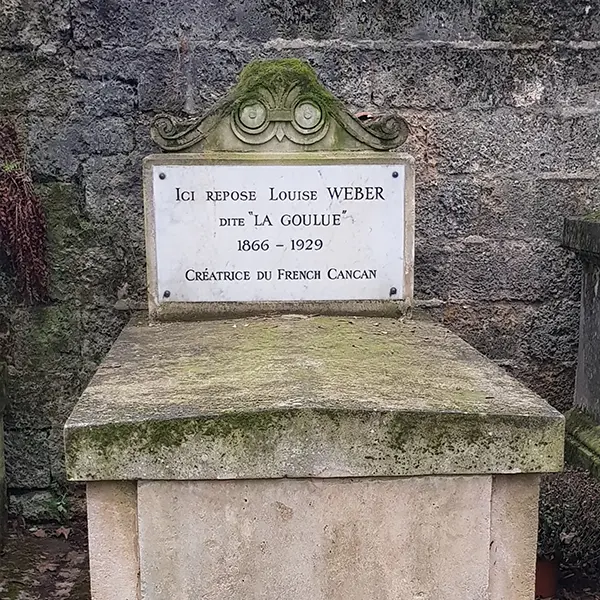 Ici repose Louise WEBER
dite "LA GOULUE"
1866 - 1929
Créatrice du French Cancan